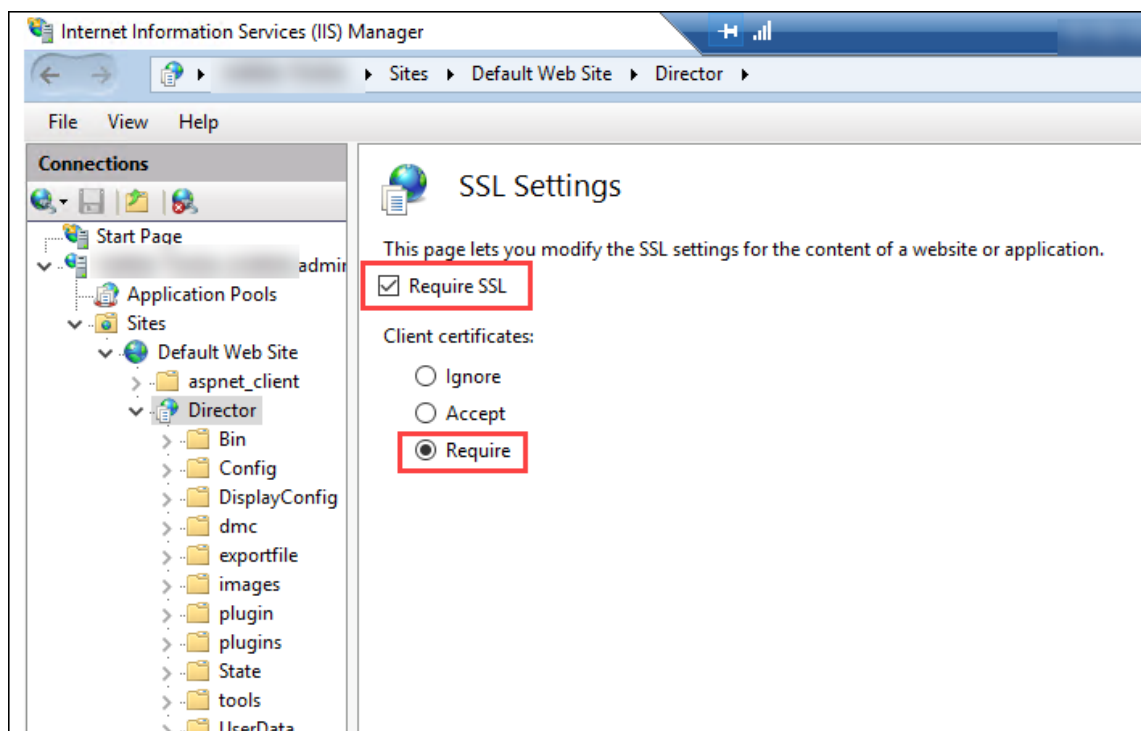 Internet Information Services (IIS) Manager
Sites Default Web Site Director
File View Help
Connections
Start Page
admin
Application Pools
Sites
Default Web Site
aspnet_client
Director
Bin
Config
DisplayConfig
dmc
exportfile
images
plugin
plugins
State
tools
UserData
SSL Settings
This page lets you modify the SSL settings for the content of a website or application.
Require SSL
Client certificates:
Ignore
Accept
Require